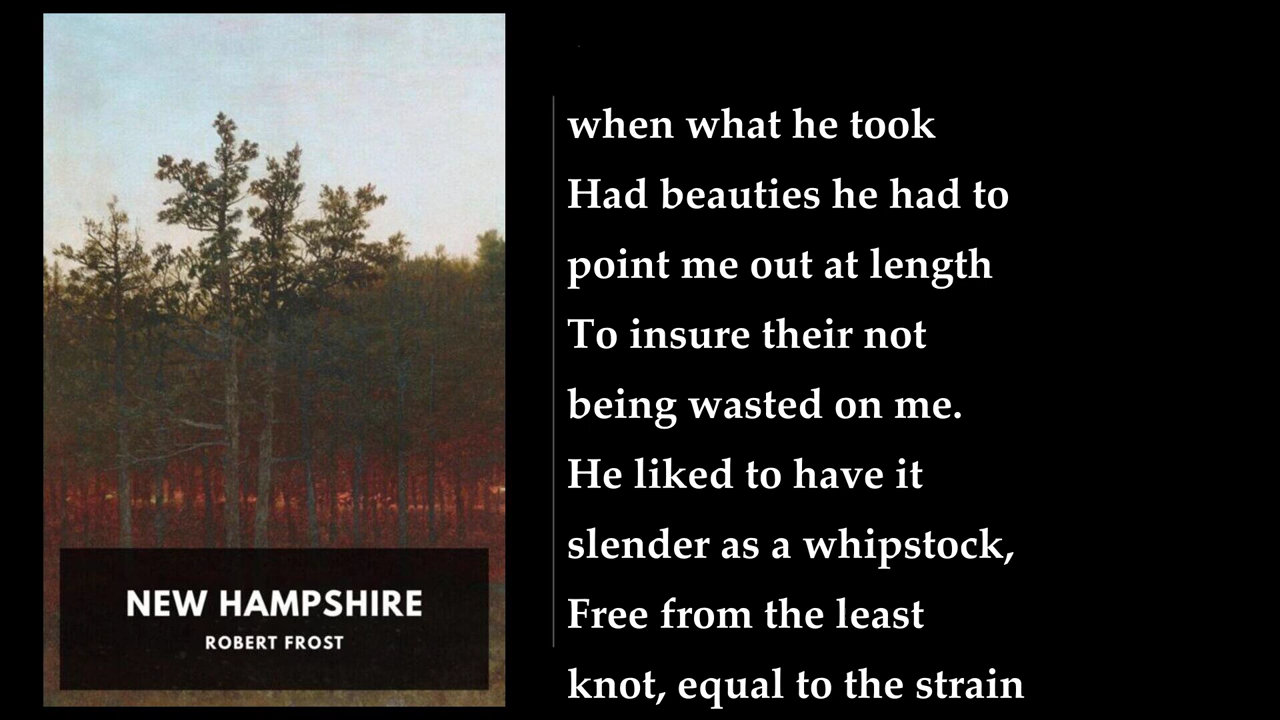 NEW HAMPSHIRE
ROBERT FROST
when what he took
Had beauties he had to
point me out at length
To insure their not
being wasted on me.
He liked to have it
slender as a whipstock,
Free from the least
knot, equal to the strain